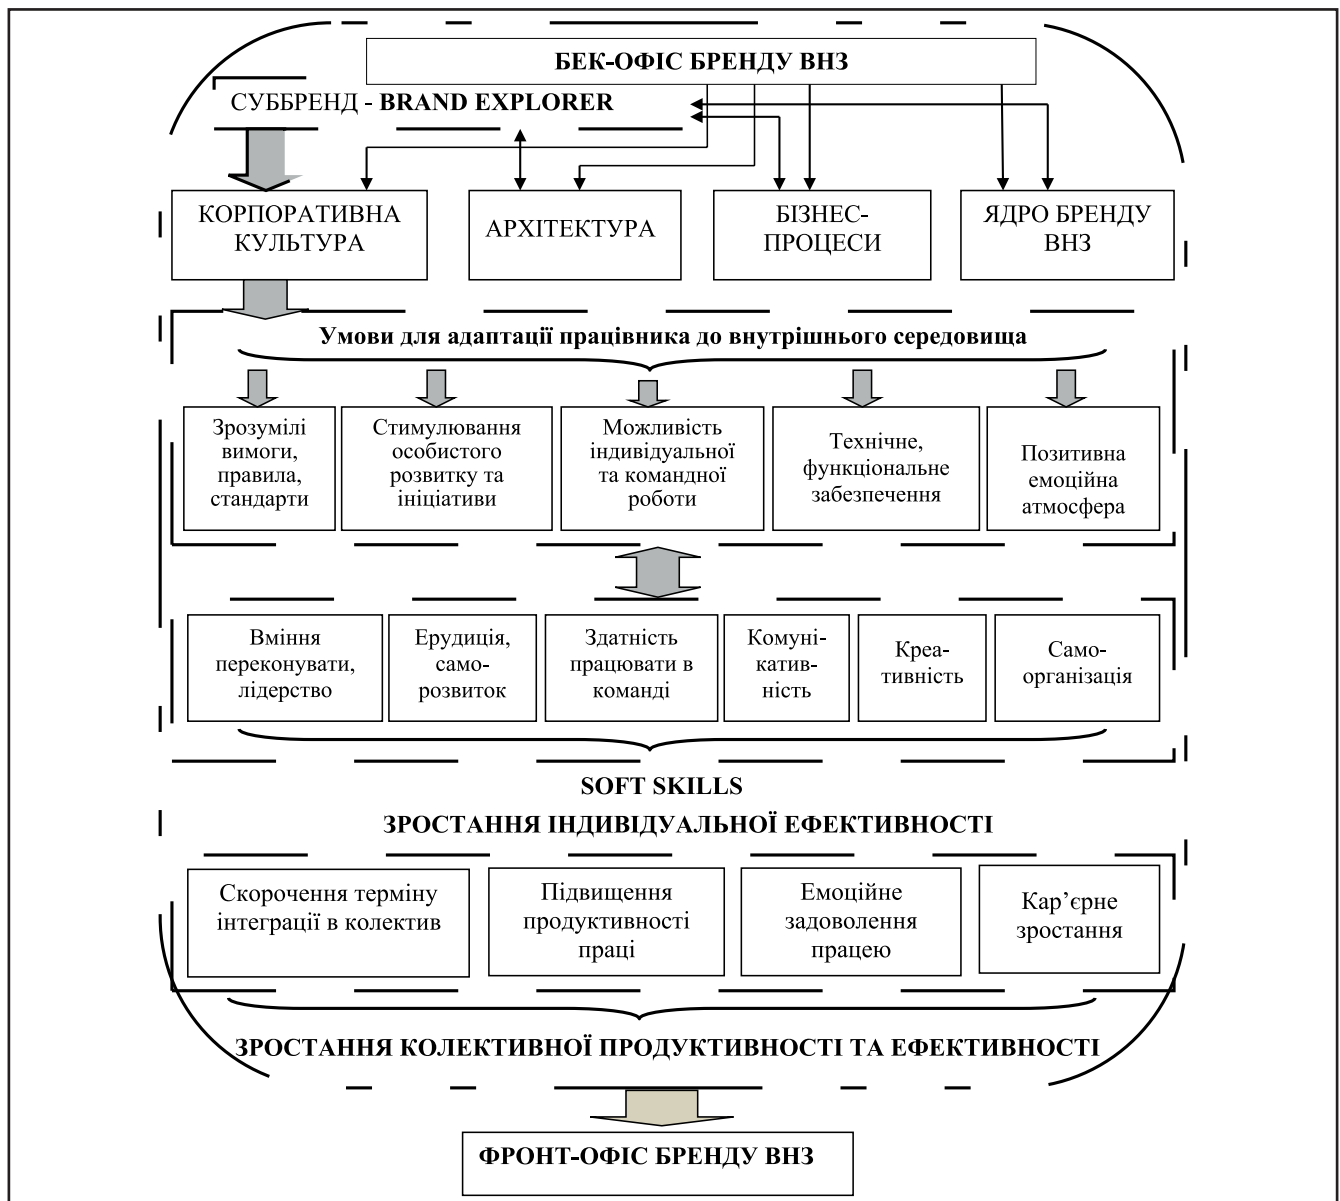 БЕК-ОФІС БРЕНДУ ВНЗ
СУББРЕНД - BRAND EXPLORER
КОРПОРАТИВНА
КУЛЬТУРА
АРХІТЕКТУРА
БІЗНЕС-
ПРОЦЕСИ
ЯДРО БРЕНДУ
ВНЗ
Умови для адаптації працівника до внутрішнього середовища
Зрозумілі
вимоги,
правила,
стандарти
Стимулювання
особистого
розвитку та
ініціативи
Можливість
індивідуальної
та командної
роботи
Технічне,
функціональне
забезпечення
Позитивна
емоційна
атмосфера
Вміння
переконувати,
лідерство
Ерудиція,
само-
розвиток
Здатність
працювати в
команді
Комуні-
катив-
ність
Креа-
тивність
Само-
організація
SOFT SKILLS
ЗРОСТАННЯ ІНДИВІДУАЛЬНОЇ ЕФЕКТИВНОСТІ
Скорочення терміну
інтеграції в колектив
Підвищення
продуктивності
праці
Емоційне
задоволення
працею
Кар’єрне
зростання
ЗРОСТАННЯ КОЛЕКТИВНОЇ ПРОДУКТИВНОСТІ ТА ЕФЕКТИВНОСТІ
ФРОНТ-ОФІС БРЕНДУ ВНЗ